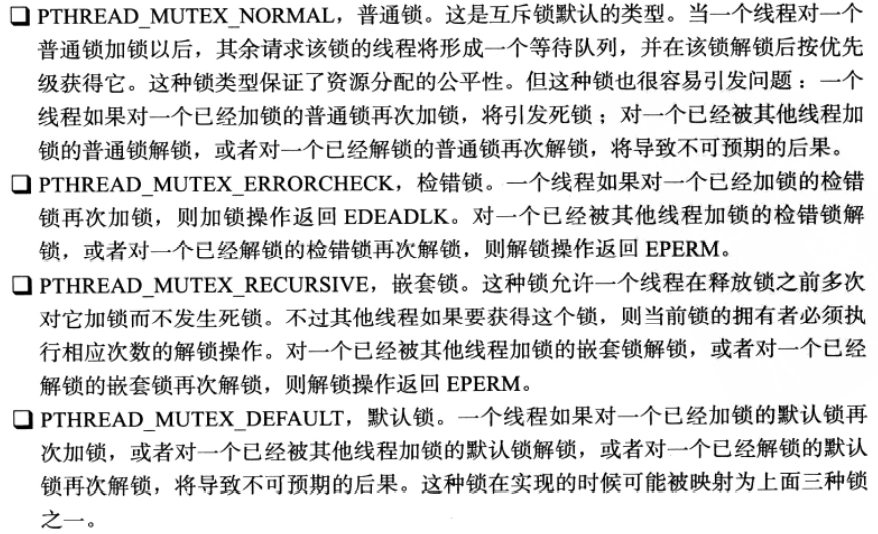 ❑ PTHREAD_MUTEX_NORMAL，普通锁。这是互斥锁默认的类型。当一个线程对一个
普通锁加锁以后，其余请求该锁的线程将形成一个等待队列，并在该锁解锁后按优先
级获得它。这种锁类型保证了资源分配的公平性。但这种锁也很容易引发问题：一个
线程如果对一个已经加锁的普通锁再次加锁，将引发死锁；对一个已经被其他线程加
锁的普通锁解锁，或者对一个已经解锁的普通锁再次解锁，将导致不可预期的后果。
❑ PTHREAD_MUTEX_ERRORCHECK，检错锁。一个线程如果对一个已经加锁的检错
锁再次加锁，则加锁操作返回 EDEADLK。对一个已经被其他线程加锁的检错锁解
锁，或者对一个已经解锁的检错锁再次解锁，则解锁操作返回 EPERM。
❑ PTHREAD_MUTEX_RECURSIVE，嵌套锁。这种锁允许一个线程在释放锁之前多次
对它加锁而不发生死锁。不过其他线程如果要获得这个锁，则当前锁的拥有者必须执
行相应次数的解锁操作。对一个已经被其他线程加锁的嵌套锁解锁，或者对一个已经
解锁的嵌套锁再次解锁，则解锁操作返回 EPERM。
❑ PTHREAD_MUTEX_DEFAULT，默认锁。一个线程如果对一个已经加锁的默认锁再
次加锁，或者对一个已经被其他线程加锁的默认锁解锁，或者对一个已经解锁的默认
锁再次解锁，将导致不可预期的后果。这种锁在实现的时候可能被映射为上面三种锁
之一。